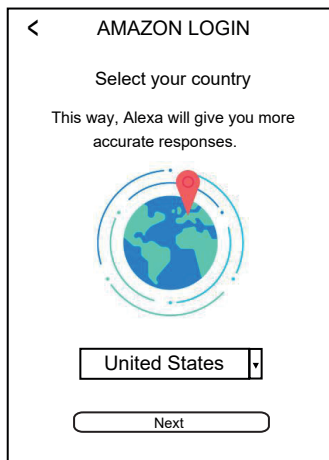 AMAZON LOGIN
Select your country
This way, Alexa will give you more
accurate responses.
United States
Next